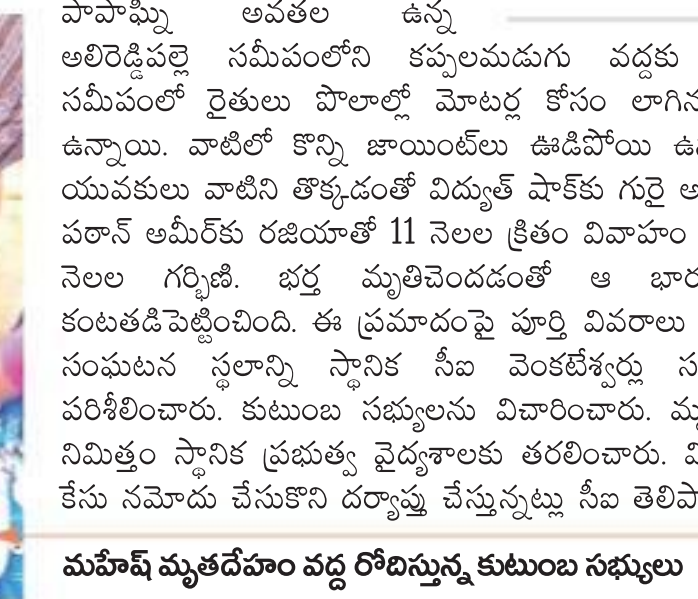 పాపాఘ్ని అవతల ఉన్న
అలిరెడ్డిపల్లె సమీపంలోని కప్పలమడుగు వద్దకు
సమీపంలో రైతులు పొలాల్లో మోటర్ల కోసం లాగిన
ఉన్నాయి. వాటిలో కొన్ని జాయింట్‌లు ఊడిపోయి
యువకులు వాటిని తొక్కడంతో విద్యుత్ షాక్‌కు గురై
పఠాన్ అమీర్‌కు రజియాతో 11 నెలల క్రితం వివాహం
నెలల గర్భిణి. భర్త మృతిచెందడంతో ఆ
కంటతడిపెట్టించింది. ఈ ప్రమాదంపై పూర్తి వివరాలు
సంఘటన స్థలాన్ని స్థానిక సీఐ వెంకటేశ్వర్లు
పరిశీలించారు. కుటుంబ సభ్యులను విచారించారు.
నిమిత్తం స్థానిక ప్రభుత్వ వైద్యశాలకు తరలించారు.
కేసు నమోదు చేసుకొని దర్యాప్తు చేస్తున్నట్లు సీఐ
మహేష్ మృతదేహం వద్ద రోదిస్తున్న కుటుంబ సభ్యులు